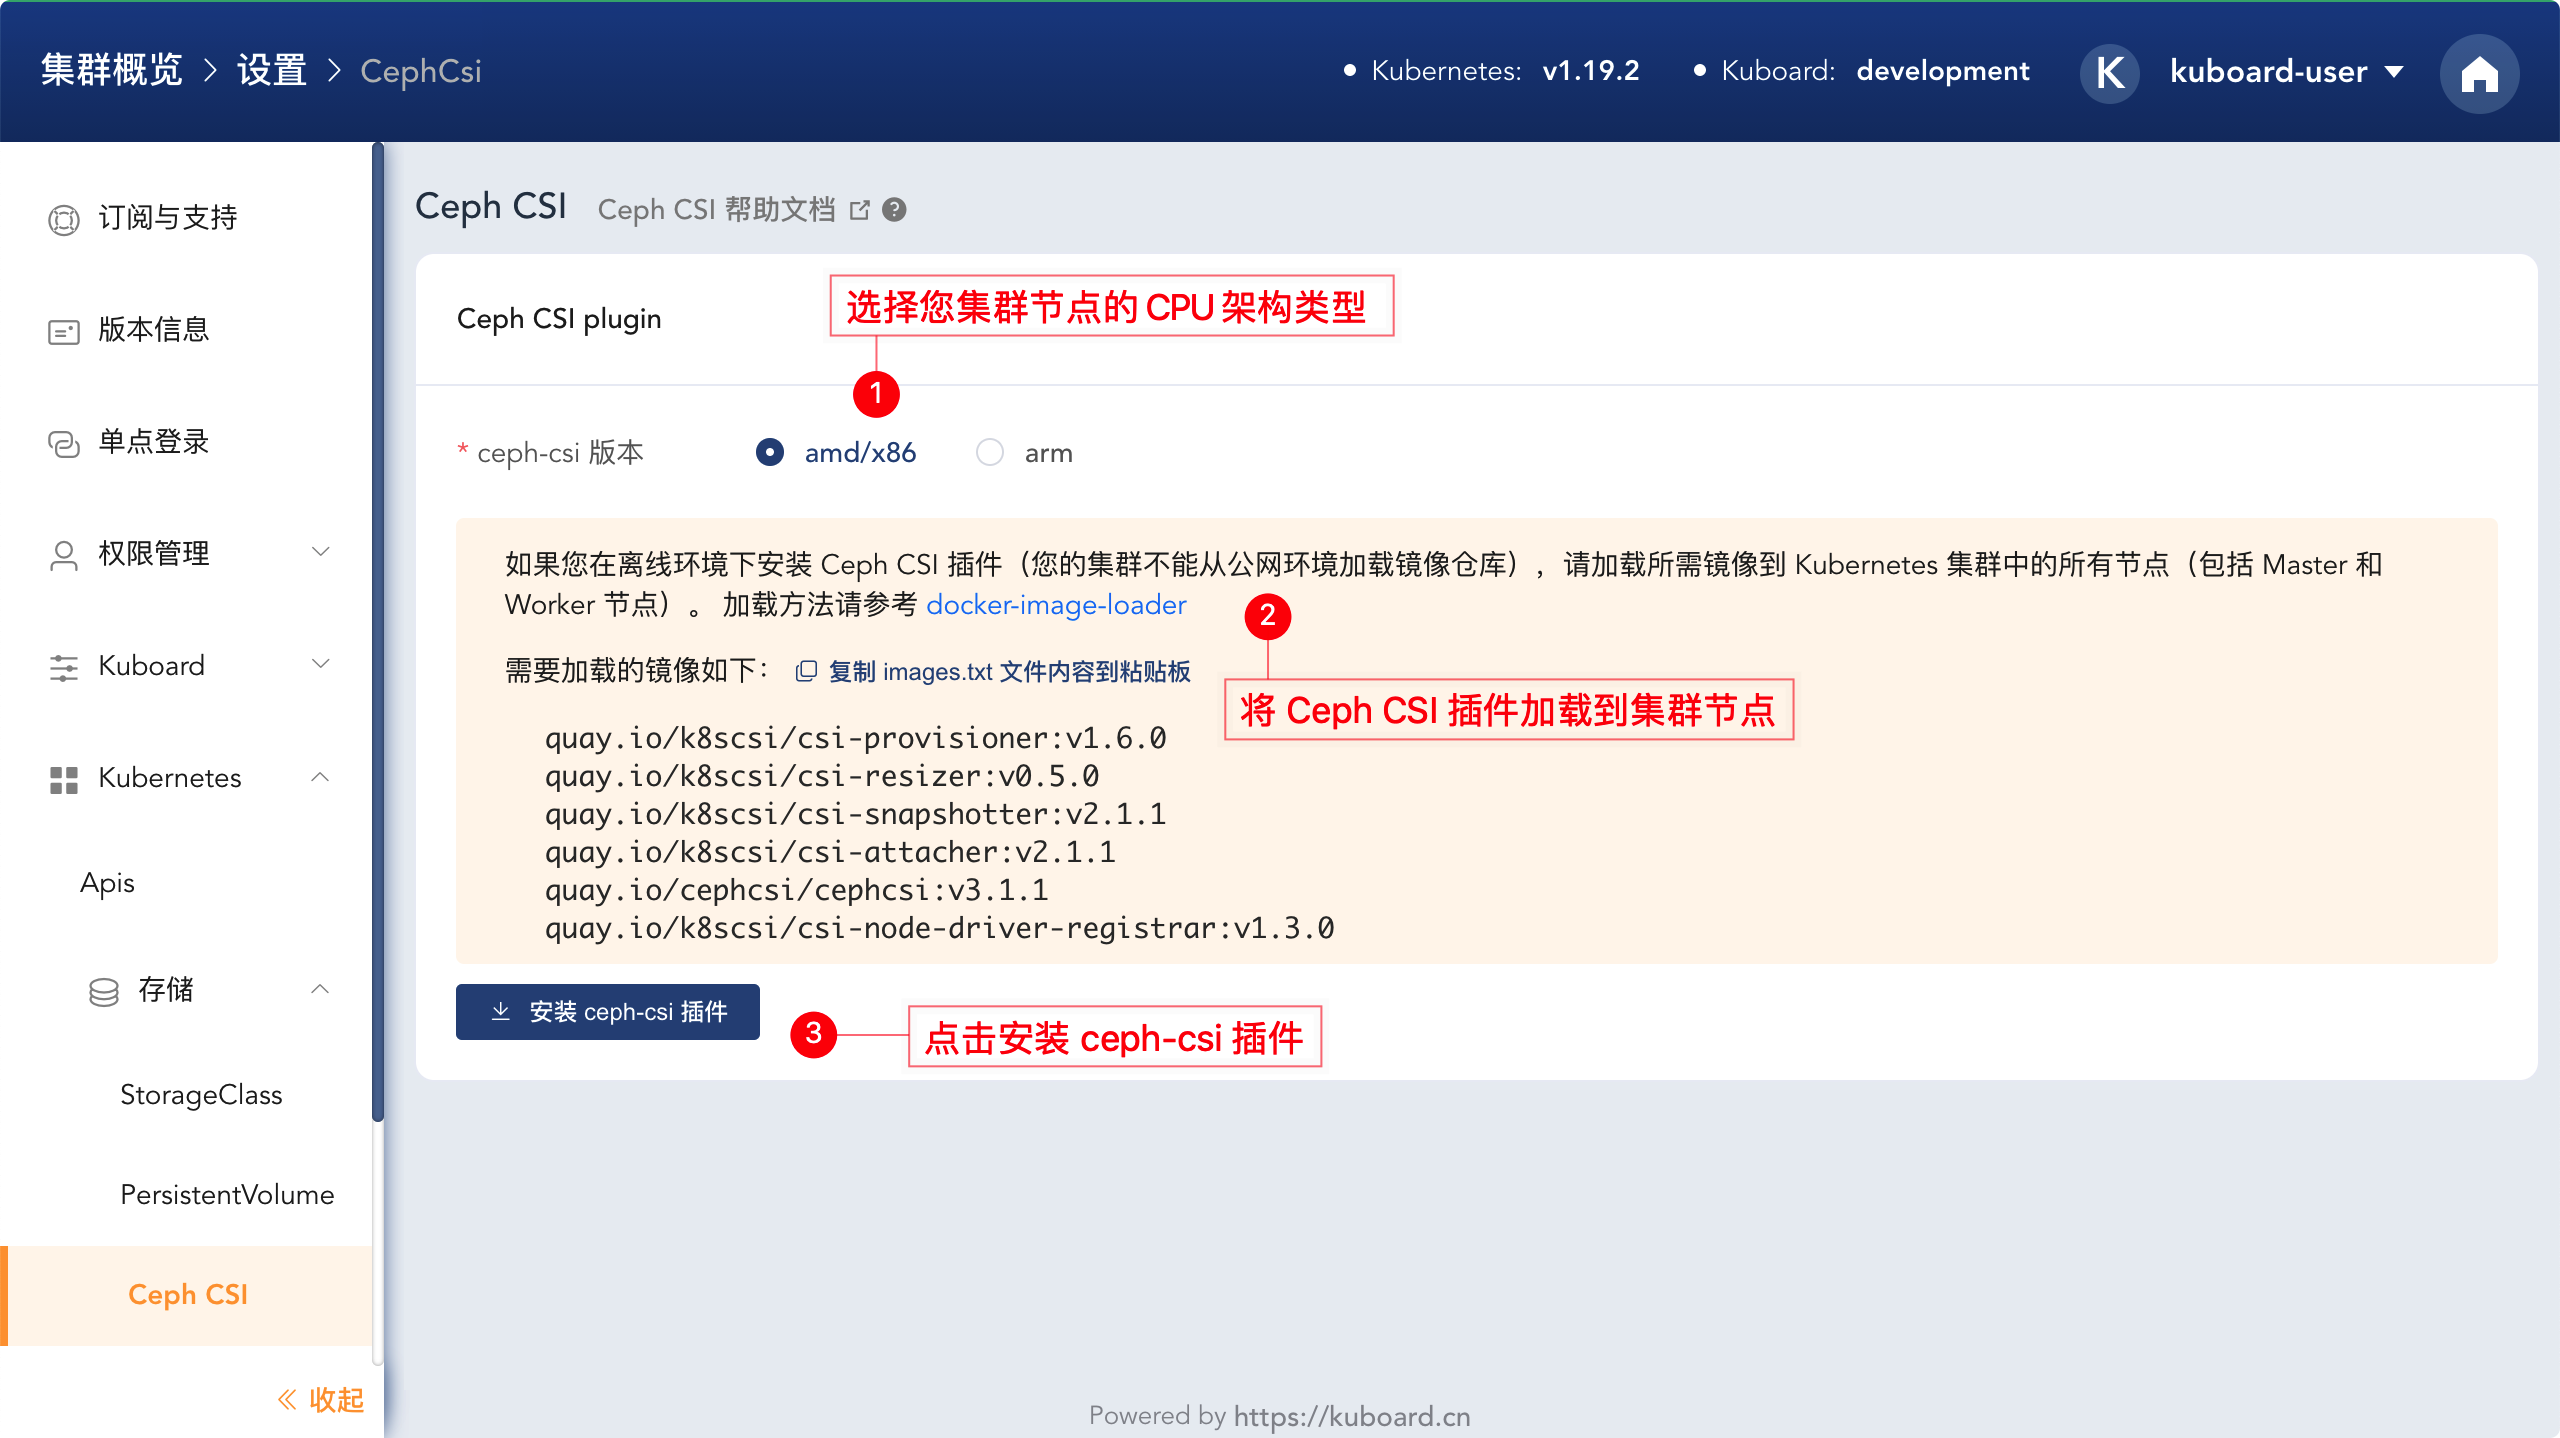 集群概览 > 设置 > CephCsi
Kubernetes: v1.19.2
Kuboard: development
K
kuboard-user
订阅与支持
版本信息
单点登录
权限管理
Kuboard
Kubernetes
Apis
存储
StorageClass
PersistentVolume
Ceph CSI
收起
Ceph CSI
Ceph CSI 帮助文档
Ceph CSI plugin
选择您集群节点的 CPU 架构类型
1
* ceph-csi 版本
amd/x86
arm
如果您在离线环境下安装 Ceph CSI 插件（您的集群不能从公网环境加载镜像仓库），请加载所需镜像到 Kubernetes 集群中的所有节点（包括 Master 和
Worker 节点）。 加载方法请参考 docker-image-loader
2
需要加载的镜像如下： 复制 images.txt 文件内容到粘贴板
将 Ceph CSI 插件加载到集群节点
quay.io/k8scsi/csi-provisioner:v1.6.0
quay.io/k8scsi/csi-resizer:v0.5.0
quay.io/k8scsi/csi-snapshotter:v2.1.1
quay.io/k8scsi/csi-attacher:v2.1.1
quay.io/cephcsi/cephcsi:v3.1.1
quay.io/k8scsi/csi-node-driver-registrar:v1.3.0
安装 ceph-csi 插件
3
点击安装 ceph-csi 插件
Powered by https://kuboard.cn